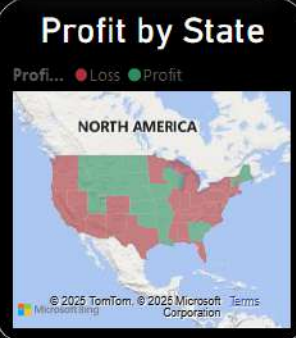 Profit by State
Profi... Loss Profit
NORTH AMERICA
© 2025 TomTom, © 2025 Microsoft Corporation Terms
Microsoft Bing